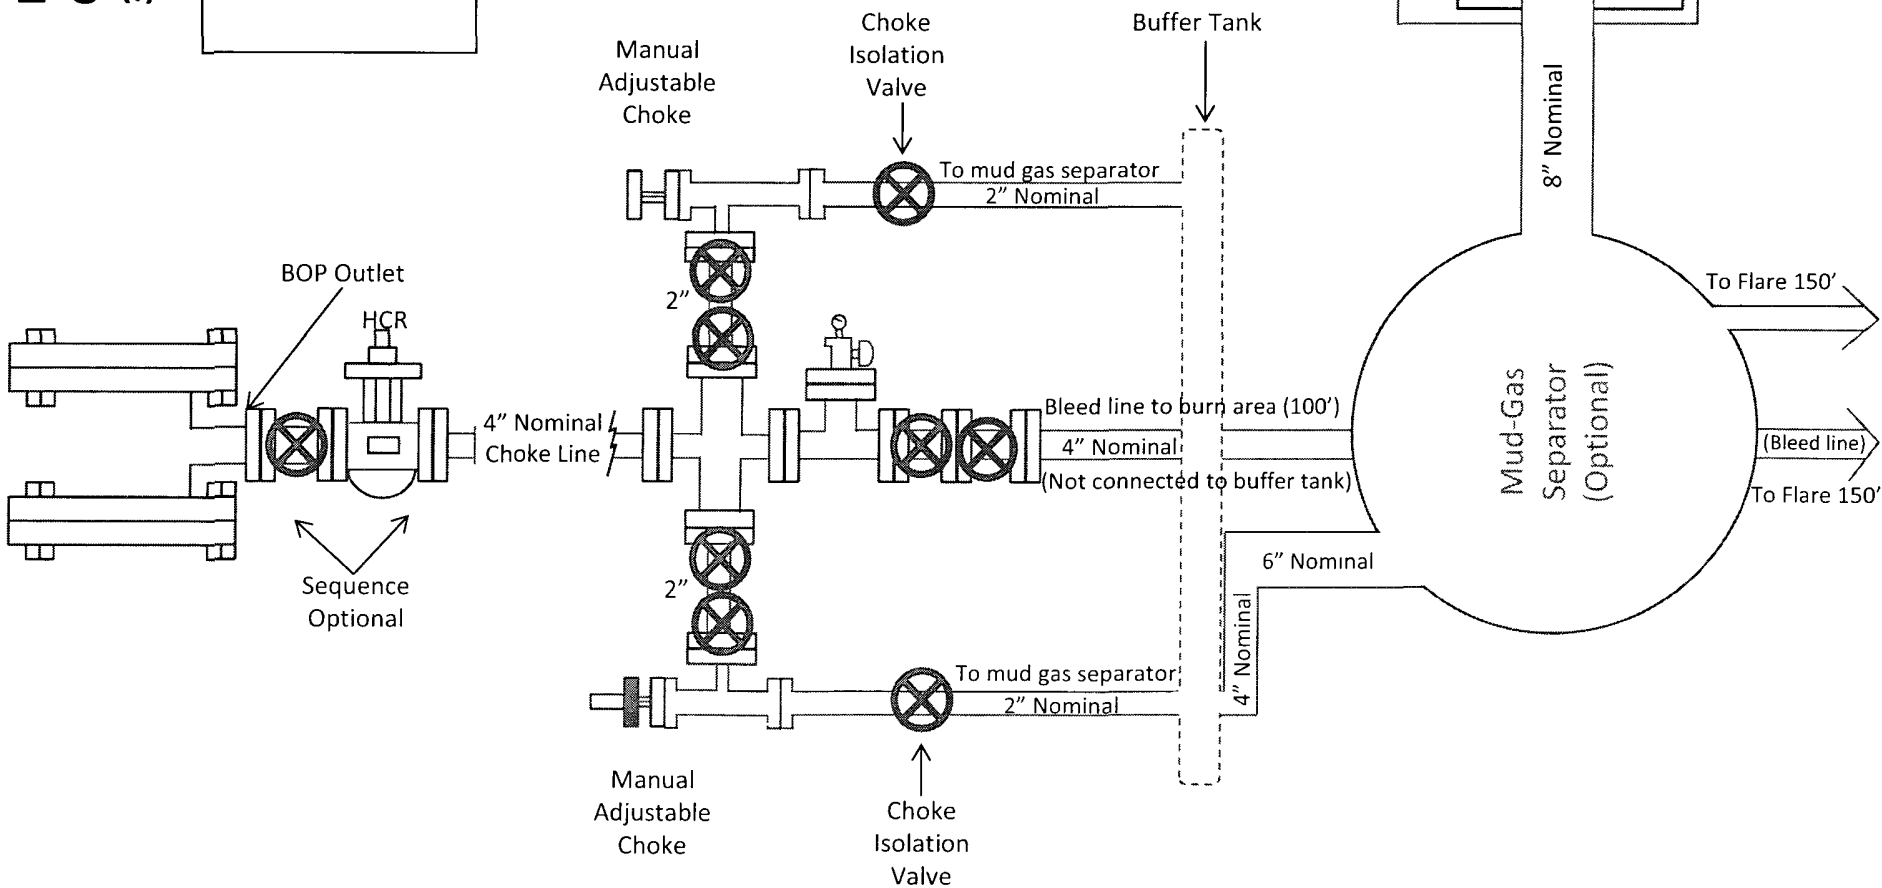 Manual
Adjustable
Choke
Choke
Isolation
Valve
Buffer Tank
8” Nominal
To mud gas separator
2” Nominal
BOP Outlet
HCR
2”
4” Nominal
Choke Line
Bleed line to burn area (100’)
4” Nominal
(Not connected to buffer tank)
Mud-Gas
Separator
(Optional)
To Flare 150’
(Bleed line)
To Flare 150’
Sequence
Optional
2”
6” Nominal
4” Nominal
To mud gas separator
2” Nominal
Manual
Adjustable
Choke
Choke
Isolation
Valve